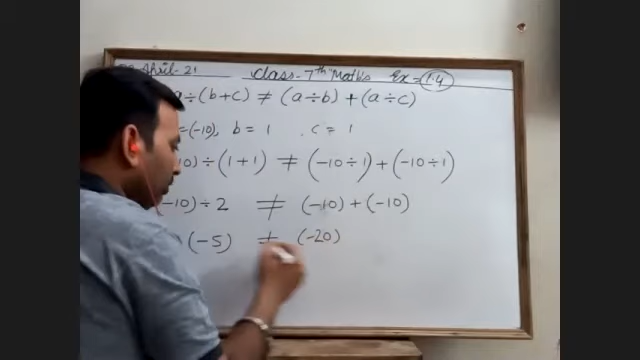 April-21 Class-7th Maths Ex=1.4
a÷(b+c) ≠ (a÷b)+(a÷c)
=(-10), b = 1 , c = 1
0)÷(1+1) ≠ (-10÷1)+(-10÷1)
-10)÷2 ≠ (-10)+(-10)
(-5) ≠ (-20)